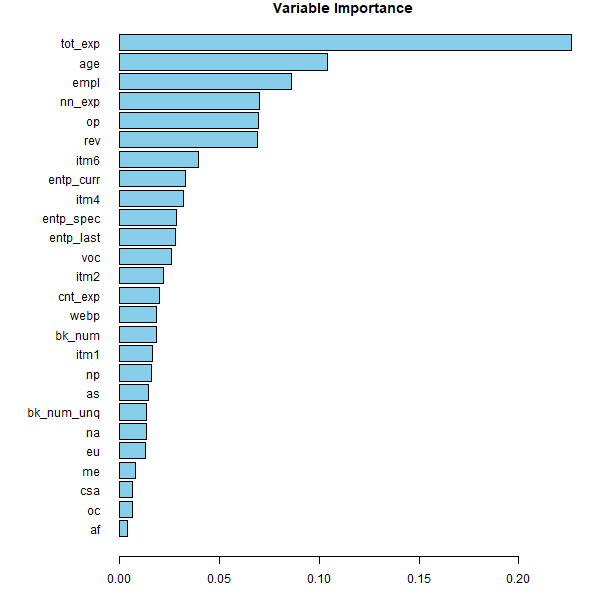 Variable Importance
tot_exp
age
empl
nn_exp
op
rev
itm6
entp_curr
itm4
entp_spec
entp_last
voc
itm2
cnt_exp
webp
bk_num
itm1
np
as
bk_num_unq
na
eu
me
csa
oc
af
0.00 0.05 0.10 0.15 0.20